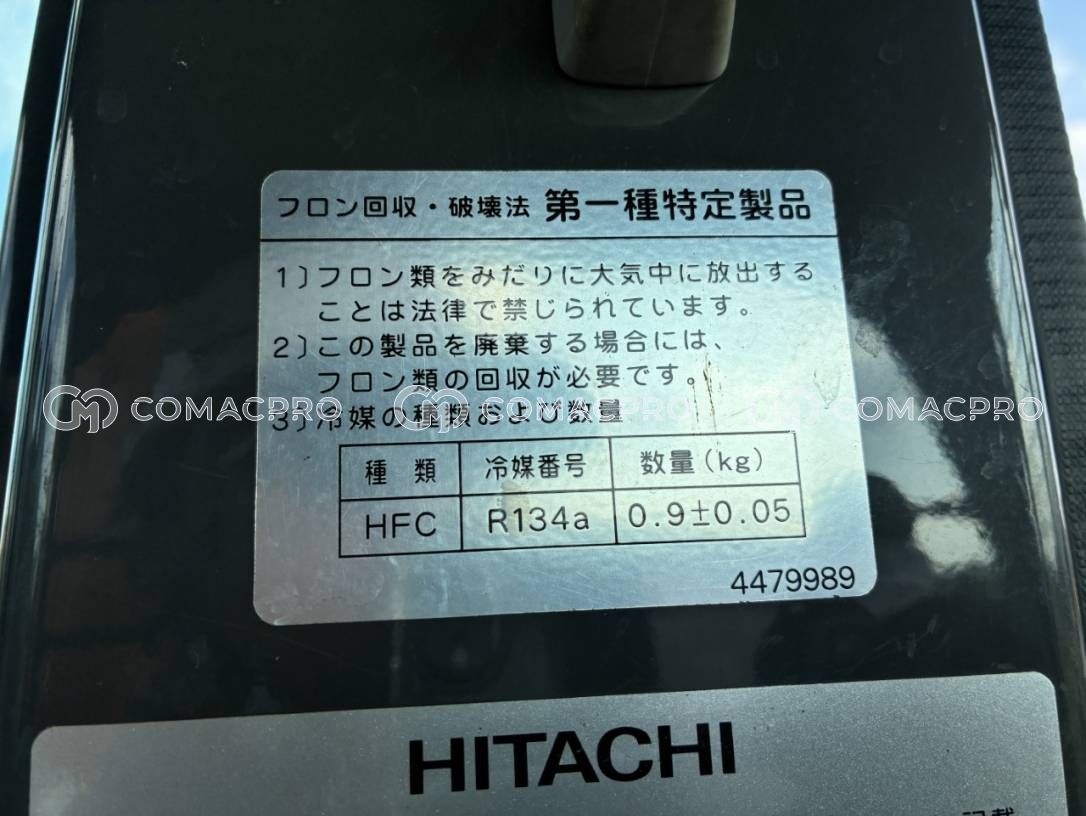 フロン回収・破壊法 第一種特定製品
1)フロン類をみだりに大気中に放出する
ことは法律で禁じられています。
2)この製品を廃棄する場合には、
フロン類の回収が必要です。
COMACPRO COMACPRO COMACPRO
3)冷媒の種類および数量
種 類 冷媒番号 数量(kg)
HFC R134a 0.9±0.05
4479989
HITACHI